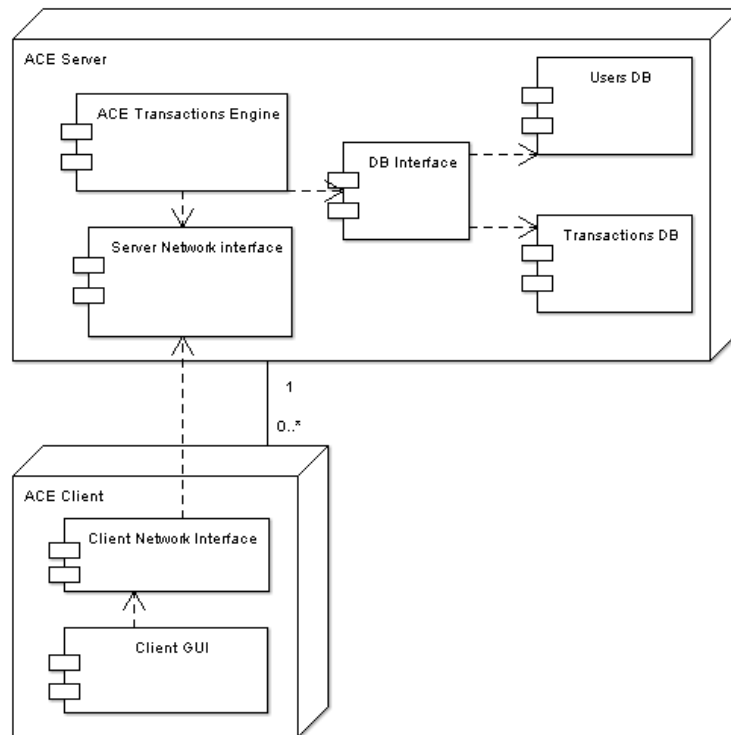 ACE Server
Users DB
ACE Transactions Engine
DB Interface
Transactions DB
Server Network interface
1
0..*
ACE Client
Client Network Interface
Client GUI